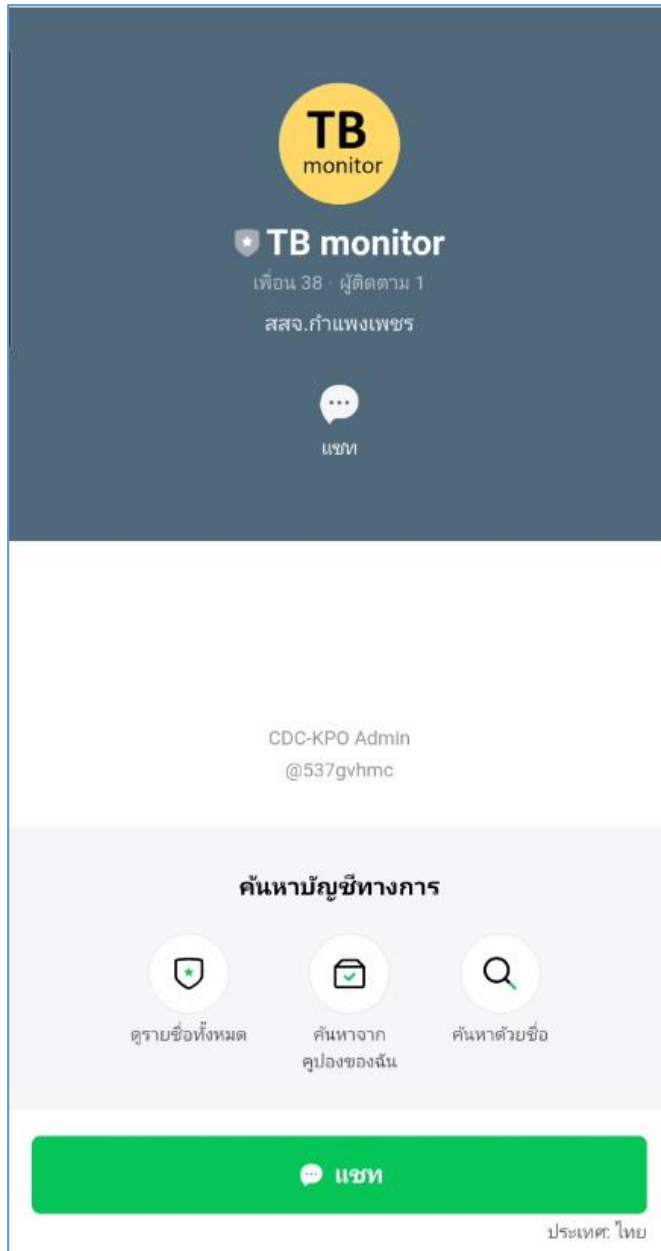 TB
monitor
TB monitor
เพื่อน 38 · ผู้ติดตาม 1
สสจ.กำแพงเพชร
แชท
CDC-KPO Admin
@537gvhmc
ค้นหาบัญชีทางการ
ดูรายชื่อทั้งหมด
ค้นหาจาก
คูปองของฉัน
ค้นหาด้วยชื่อ
แชท
ประเทศ: ไทย